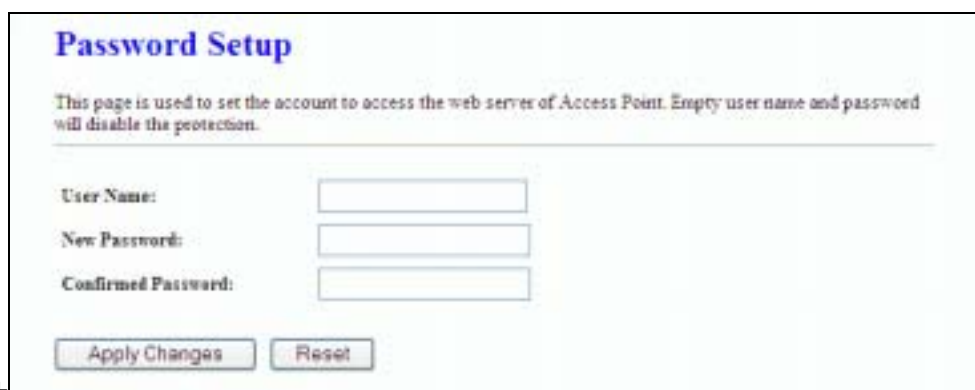 Password Setup
This page is used to set the account to access the web server of Access Point. Empty user name and password
will disable the protection.
User Name:
New Password:
Confirmed Password:
Apply Changes Reset